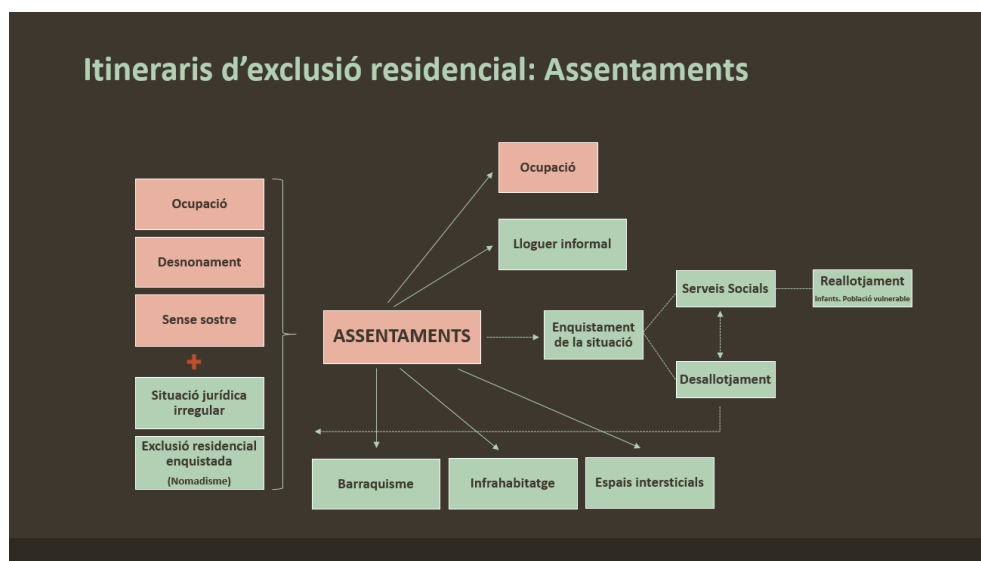 Itineraris d’exclusió residencial: Assentaments
Ocupació
Desnonament
Sense sostre
+
Situació jurídica
irregular
Exclusió residencial
enquistada
(Nomadisme)
ASSENTAMENTS
Ocupació
Lloguer informal
Enquistament
de la situació
Serveis Socials
Reallotjament
Infants. Població vulnerable
Desallotjament
Barraquisme
Infrahabitatge
Espais intersticials